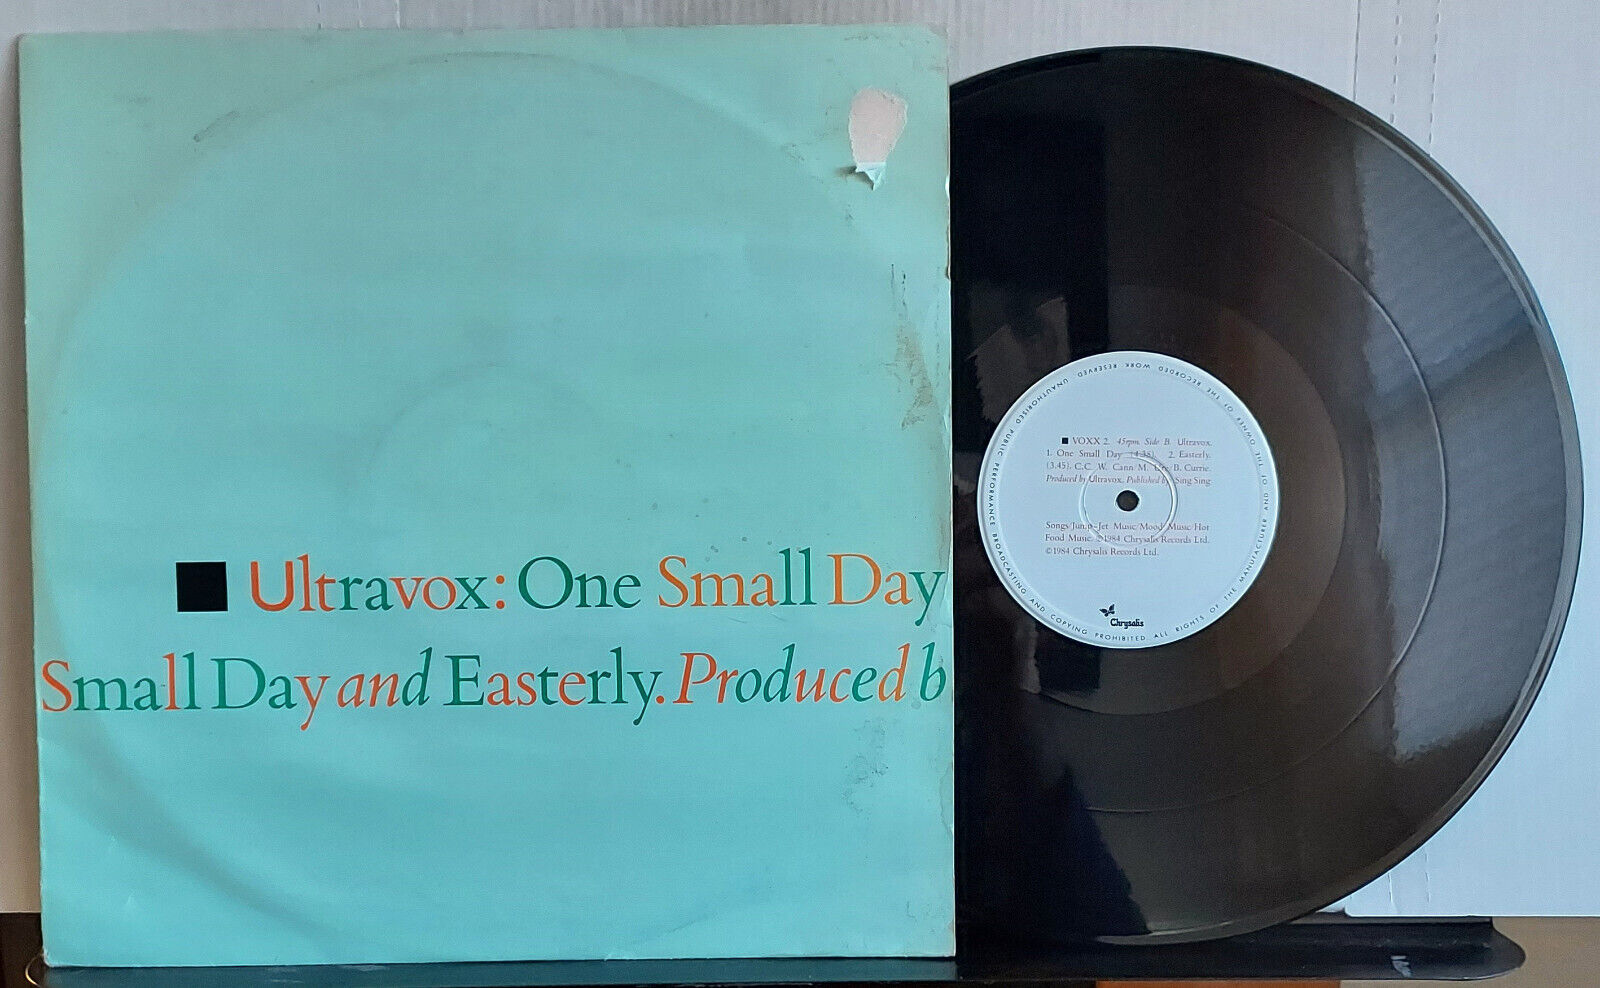 ■ Ultravox: One Small Day
Small Day and Easterly. Produced b
■ VOXX 2. 45rpm. Side B. Ultravox.
1. One Small Day (4.38). 2. Easterly.
(3.45). C.C. W. Cann M. Ure B. Currie.
Produced by Ultravox. Published by Sing Sing
Songs/Jump-Jet Music/Mood Music/Hot
Food Music. ℗1984 Chrysalis Records Ltd.
©1984 Chrysalis Records Ltd.
Chrysalis
ALL RIGHTS OF THE MANUFACTURER AND OF THE OWNER OF THE RECORDED WORK RESERVED UNAUTHORISED PUBLIC PERFORMANCE BROADCASTING AND COPYING PROHIBITED